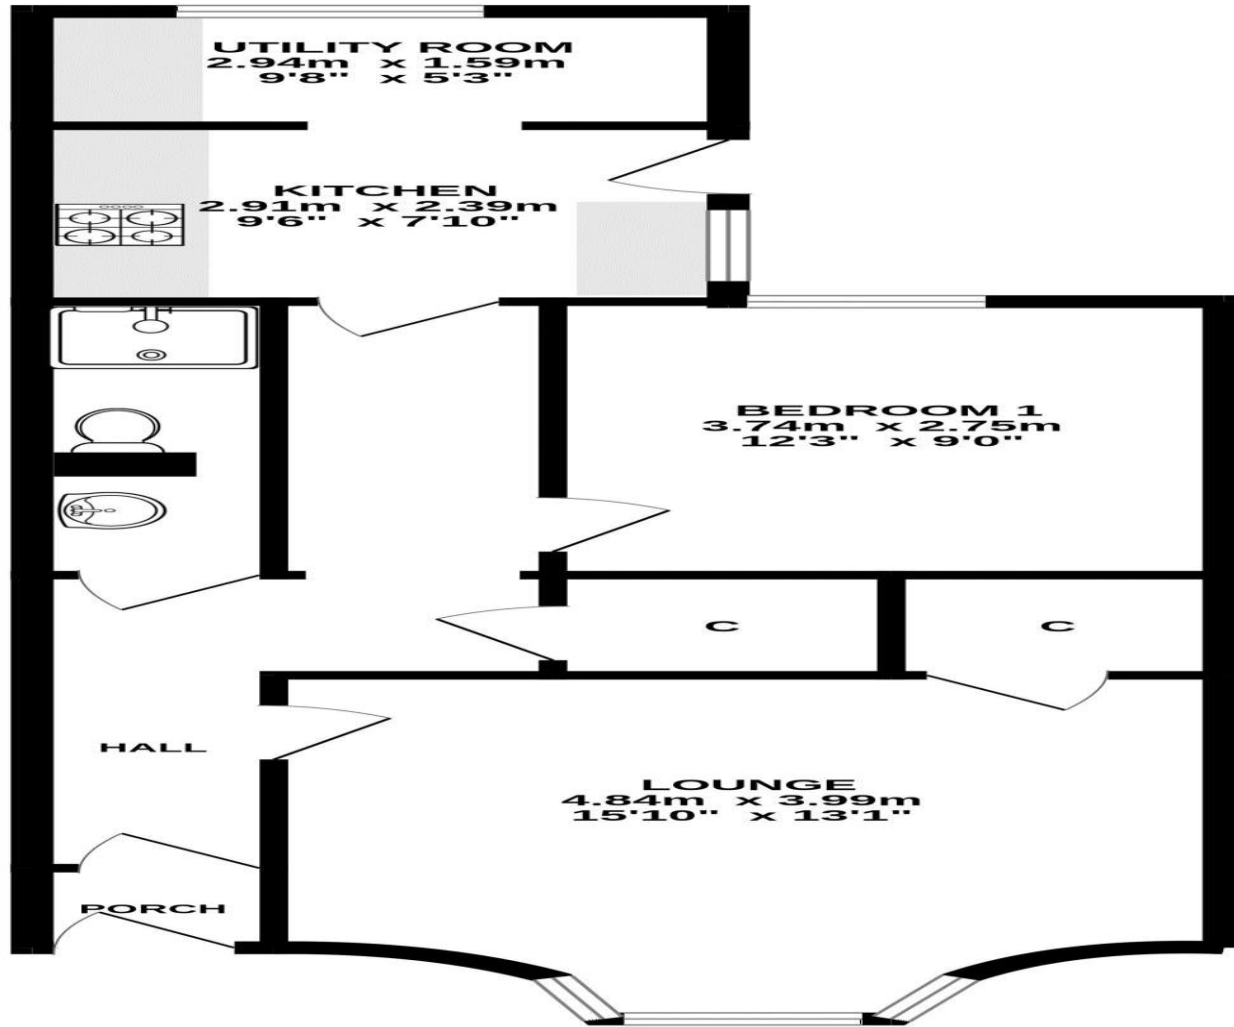 UTILITY ROOM
2.94m x 1.59m
9'8" x 5'3"
KITCHEN
2.91m x 2.39m
9'6" x 7'10"
BEDROOM 1
3.74m x 2.75m
12'3" x 9'0"
C
C
HALL
LOUNGE
4.84m x 3.99m
15'10" x 13'1"
PORCH